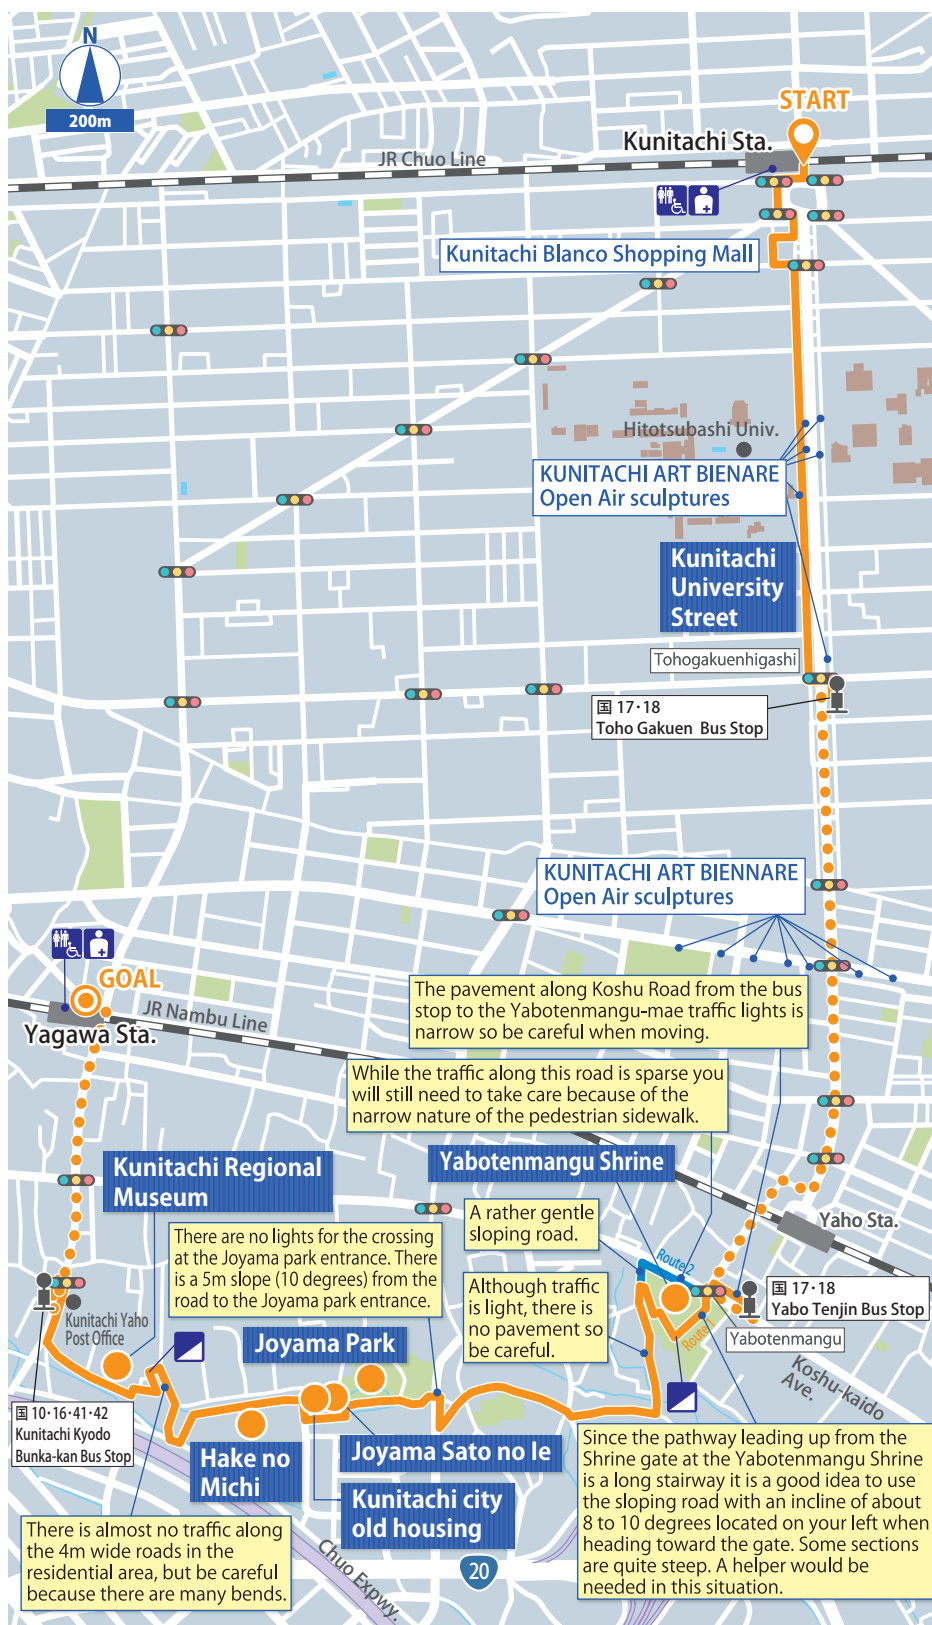 N
200m
START
Kunitachi Sta.
JR Chuo Line
Kunitachi Blanco Shopping Mall
Hitotsubashi Univ.
KUNITACHI ART BIENARE
Open Air sculptures
Kunitachi
University
Street
Tohogakuenhigashi
国 17・18
Toho Gakuen Bus Stop
KUNITACHI ART BIENNARE
Open Air sculptures
GOAL
JR Nambu Line
Yagawa Sta.
The pavement along Koshu Road from the bus
stop to the Yabotenmangu-mae traffic lights is
narrow so be careful when moving.
While the traffic along this road is sparse you
will still need to take care because of the
narrow nature of the pedestrian sidewalk.
Kunitachi Regional
Museum
Yabotenmangu Shrine
Yaho Sta.
A rather gentle
sloping road.
There are no lights for the crossing
at the Joyama park entrance. There
is a 5m slope (10 degrees) from the
road to the Joyama park entrance.
Route 2
Although traffic
is light, there is
no pavement so
be careful.
国 17・18
Yabo Tenjin Bus Stop
Route 1
Yabotenmangu
Kunitachi Yaho
Post Office
Joyama Park
Koshu-kaido
Ave.
国 10・16・41・42
Kunitachi Kyodo
Bunka-kan Bus Stop
Hake no
Michi
Joyama Sato no Ie
Kunitachi city
old housing
Since the pathway leading up from the
Shrine gate at the Yabotenmangu Shrine
is a long stairway it is a good idea to use
the sloping road with an incline of about
8 to 10 degrees located on your left when
heading toward the gate. Some sections
are quite steep. A helper would be
needed in this situation.
There is almost no traffic along
the 4m wide roads in the
residential area, but be careful
because there are many bends.
Chuo Expwy.
20